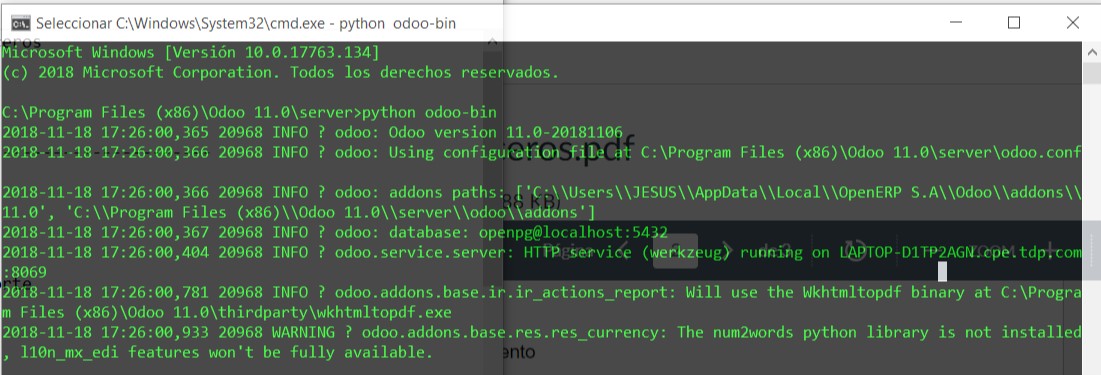 Seleccionar C:\Windows\System32\cmd.exe - python  odoo-bin
Microsoft Windows [Versión 10.0.17763.134]
(c) 2018 Microsoft Corporation. Todos los derechos reservados.
C:\Program Files (x86)\Odoo 11.0\server>python odoo-bin
2018-11-18 17:26:00,365 20968 INFO ? odoo: Odoo version 11.0-20181106
2018-11-18 17:26:00,366 20968 INFO ? odoo: Using configuration file at C:\Program Files (x86)\Odoo 11.0\server\odoo.conf
2018-11-18 17:26:00,366 20968 INFO ? odoo: addons paths: ['C:\\Users\\JESUS\\AppData\\Local\\OpenERP S.A\\Odoo\\addons\\
11.0', 'C:\\Program Files (x86)\\Odoo 11.0\\server\\odoo\\addons']
2018-11-18 17:26:00,367 20968 INFO ? odoo: database: openpg@localhost:5432
2018-11-18 17:26:00,404 20968 INFO ? odoo.service.server: HTTP service (werkzeug) running on LAPTOP-D1TP2AGN.cpe.tdp.com
:8069
2018-11-18 17:26:00,781 20968 INFO ? odoo.addons.base.ir.ir_actions_report: Will use the Wkhtmltopdf binary at C:\Progra
m Files (x86)\Odoo 11.0\thirdparty\wkhtmltopdf.exe
2018-11-18 17:26:00,933 20968 WARNING ? odoo.addons.base.res.res_currency: The num2words python library is not installed
, l10n_mx_edi features won't be fully available.
eros.pdf
88 kB)
Página
ZOOM
ento